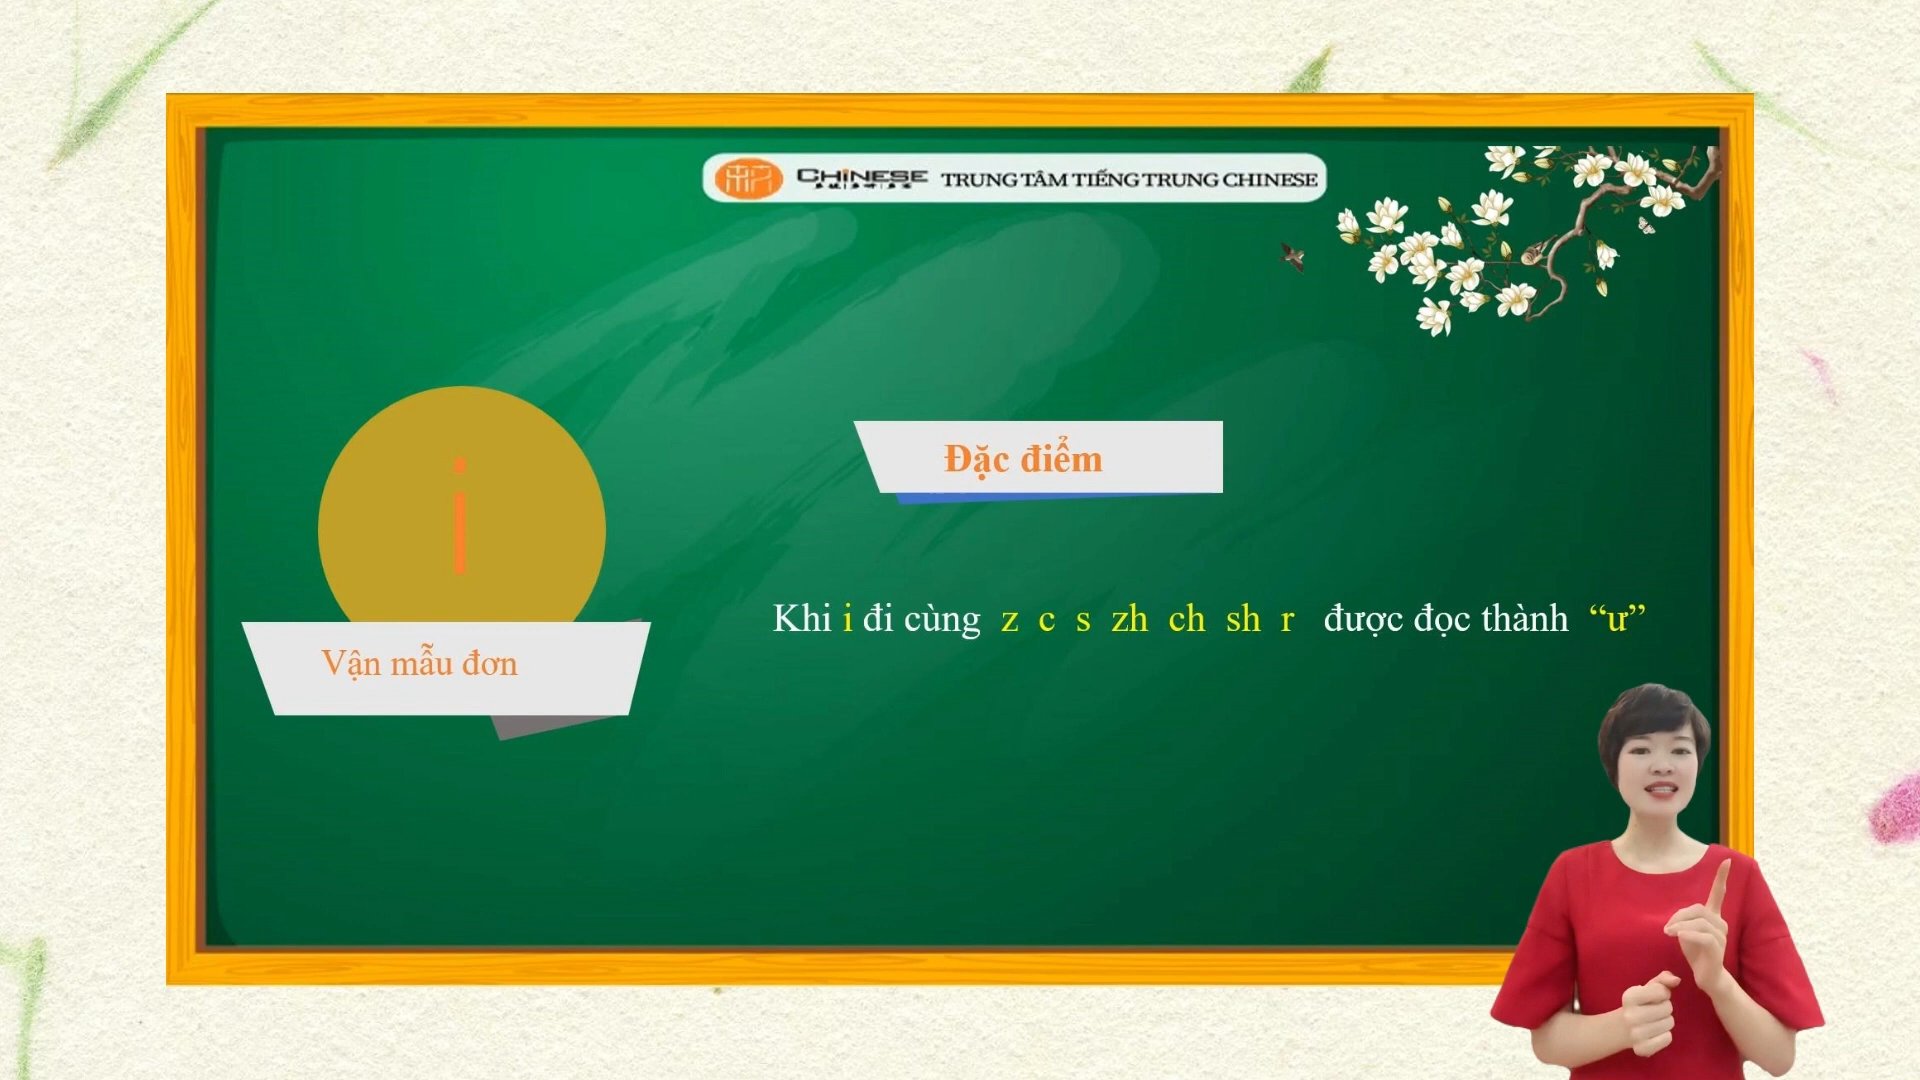 CHINESE TRUNG TÂM TIẾNG TRUNG CHINESE
i
Vận mẫu đơn
Đặc điểm
Khi i đi cùng z c s zh ch sh r được đọc thành “ư”